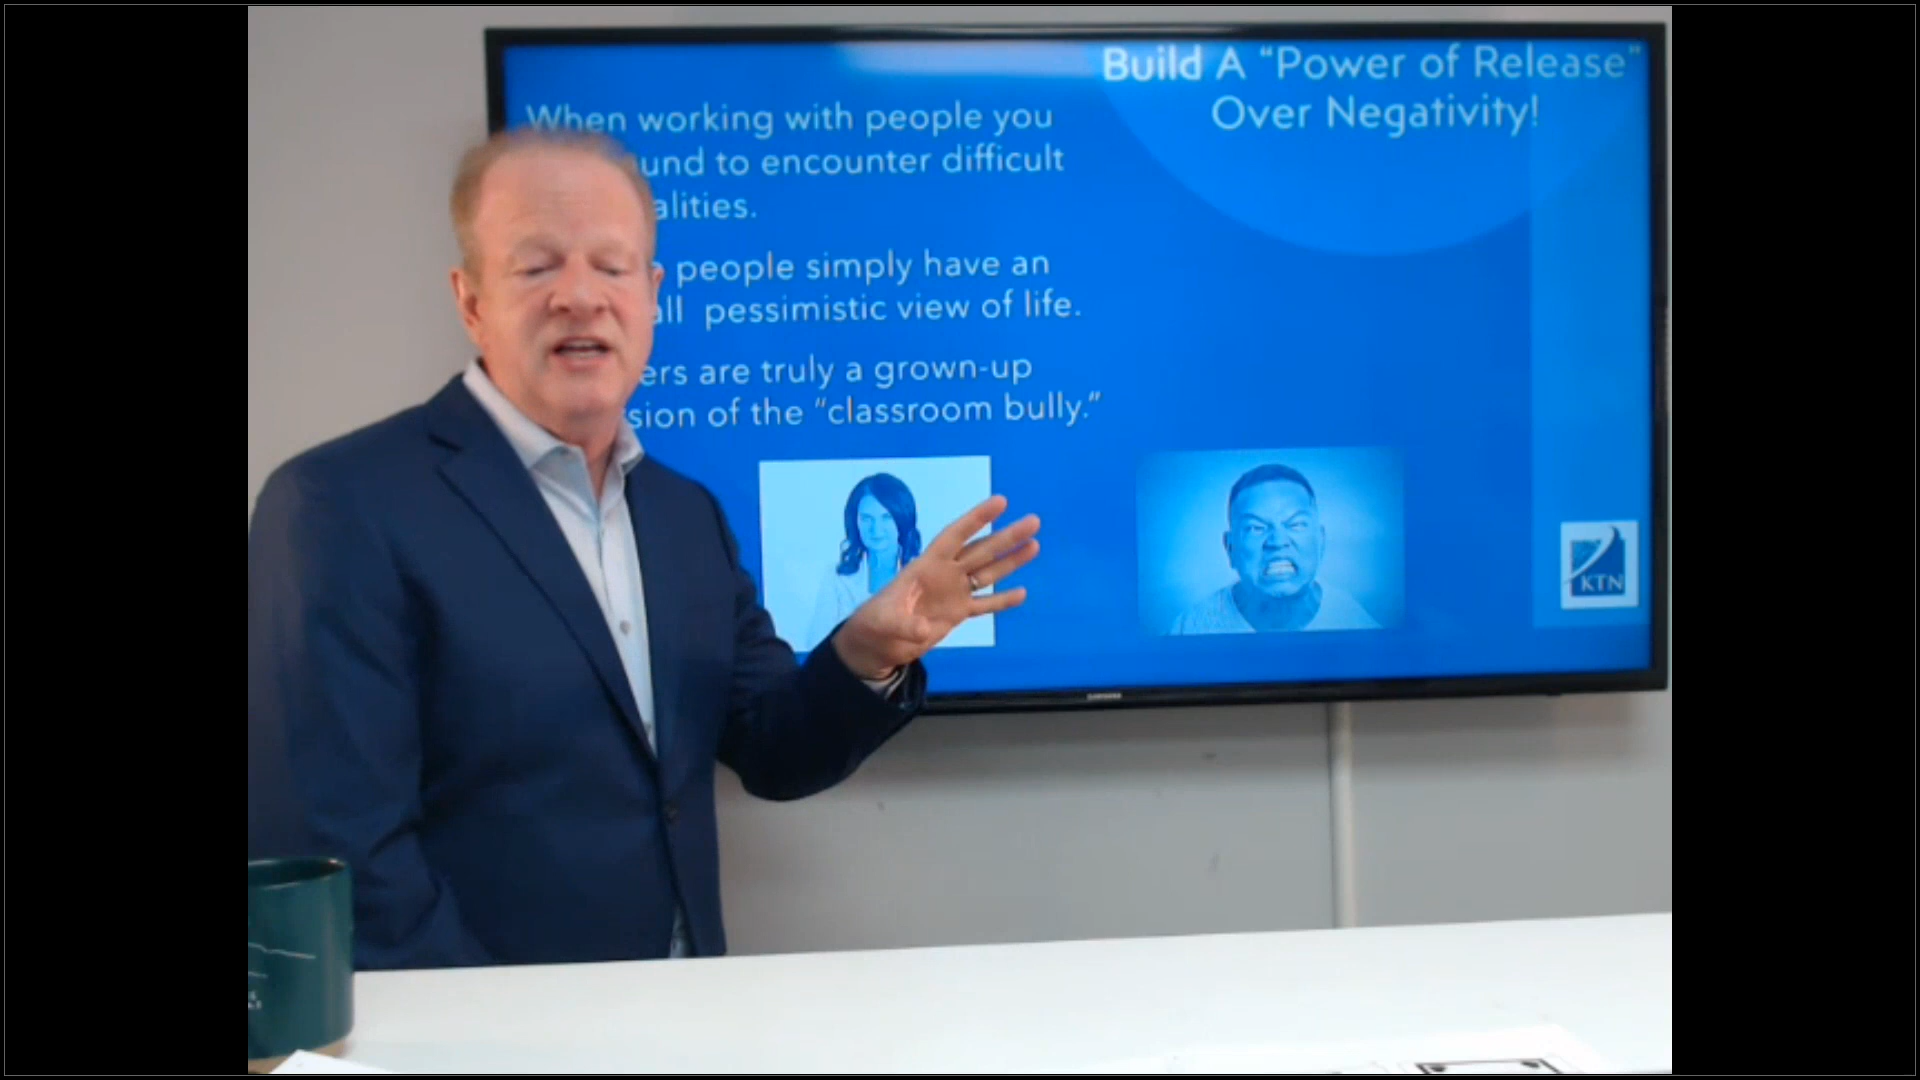 Build A “Power of Release”
Over Negativity!
When working with people you
und to encounter difficult
alities.
people simply have an
all pessimistic view of life.
ers are truly a grown-up
sion of the “classroom bully.”
KTN
SAMSUNG